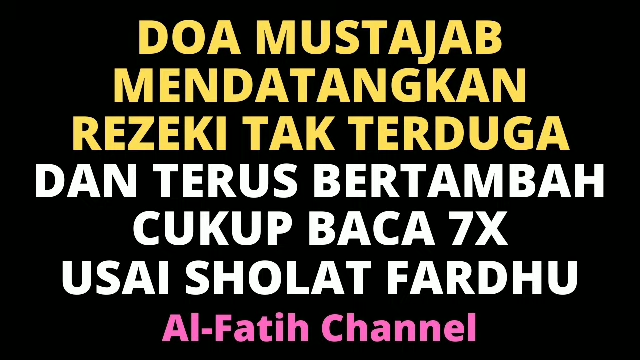 DOA MUSTAJAB
MENDATANGKAN
REZEKI TAK TERDUGA
DAN TERUS BERTAMBAH
CUKUP BACA 7X
USAI SHOLAT FARDHU
Al-Fatih Channel